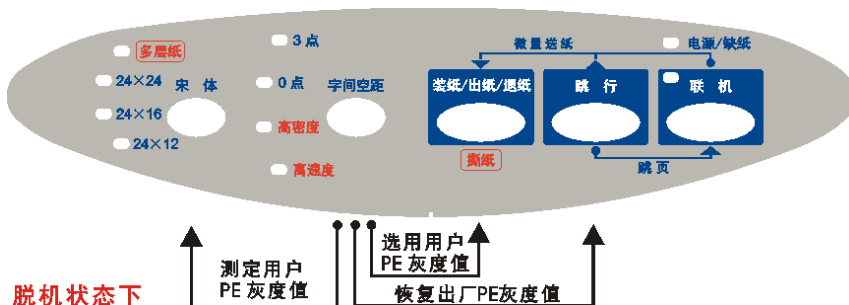 微量送纸
电源/缺纸
多层纸
3点
24×24
宋 体
0点
字间空距
装纸/出纸/退纸
跳 行
联 机
24×16
高密度
24×12
撕纸
高速度
跳页
测定用户
PE灰度值
选用用户
PE灰度值
恢复出厂PE灰度值
脱机状态下